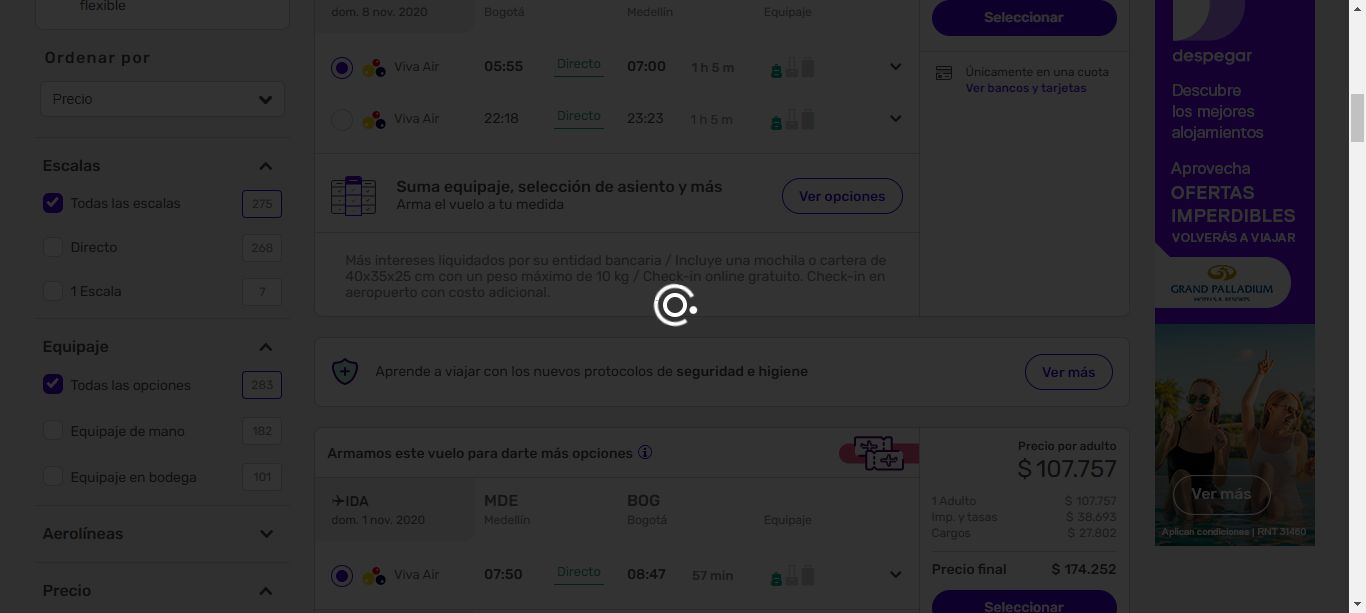 flexible
Ordenar por
Precio
Escalas
Todas las escalas 275
Directo 268
1 Escala 7
Equipaje
Todas las opciones 283
Equipaje de mano 182
Equipaje en bodega 101
Aerolíneas
Precio
dom. 8 nov. 2020 Bogotá Medellín Equipaje
Viva Air 05:55 Directo 07:00 1 h 5 m
Viva Air 22:18 Directo 23:23 1 h 5 m
Suma equipaje, selección de asiento y más
Arma el vuelo a tu medida
Ver opciones
Más intereses liquidados por su entidad bancaria / Incluye una mochila o cartera de
40x35x25 cm con un peso máximo de 10 kg / Check-in online gratuito. Check-in en
aeropuerto con costo adicional.
Seleccionar
Únicamente en una cuota
Ver bancos y tarjetas
Aprende a viajar con los nuevos protocolos de seguridad e higiene
Ver más
Armamos este vuelo para darte más opciones
IDA MDE BOG
dom. 1 nov. 2020 Medellín Bogotá Equipaje
Viva Air 07:50 Directo 08:47 57 min
Precio por adulto
$ 107.757
1 Adulto $ 107.757
Imp. y tasas $ 38.693
Cargos $ 27.802
Precio final $ 174.252
Seleccionar
despegar
Descubre
los mejores
alojamientos
Aprovecha
OFERTAS
IMPERDIBLES
VOLVERÁS A VIAJAR
GRAND PALLADIUM
HOTELS & RESORTS
Ver más
Aplican condiciones | RNT 31460